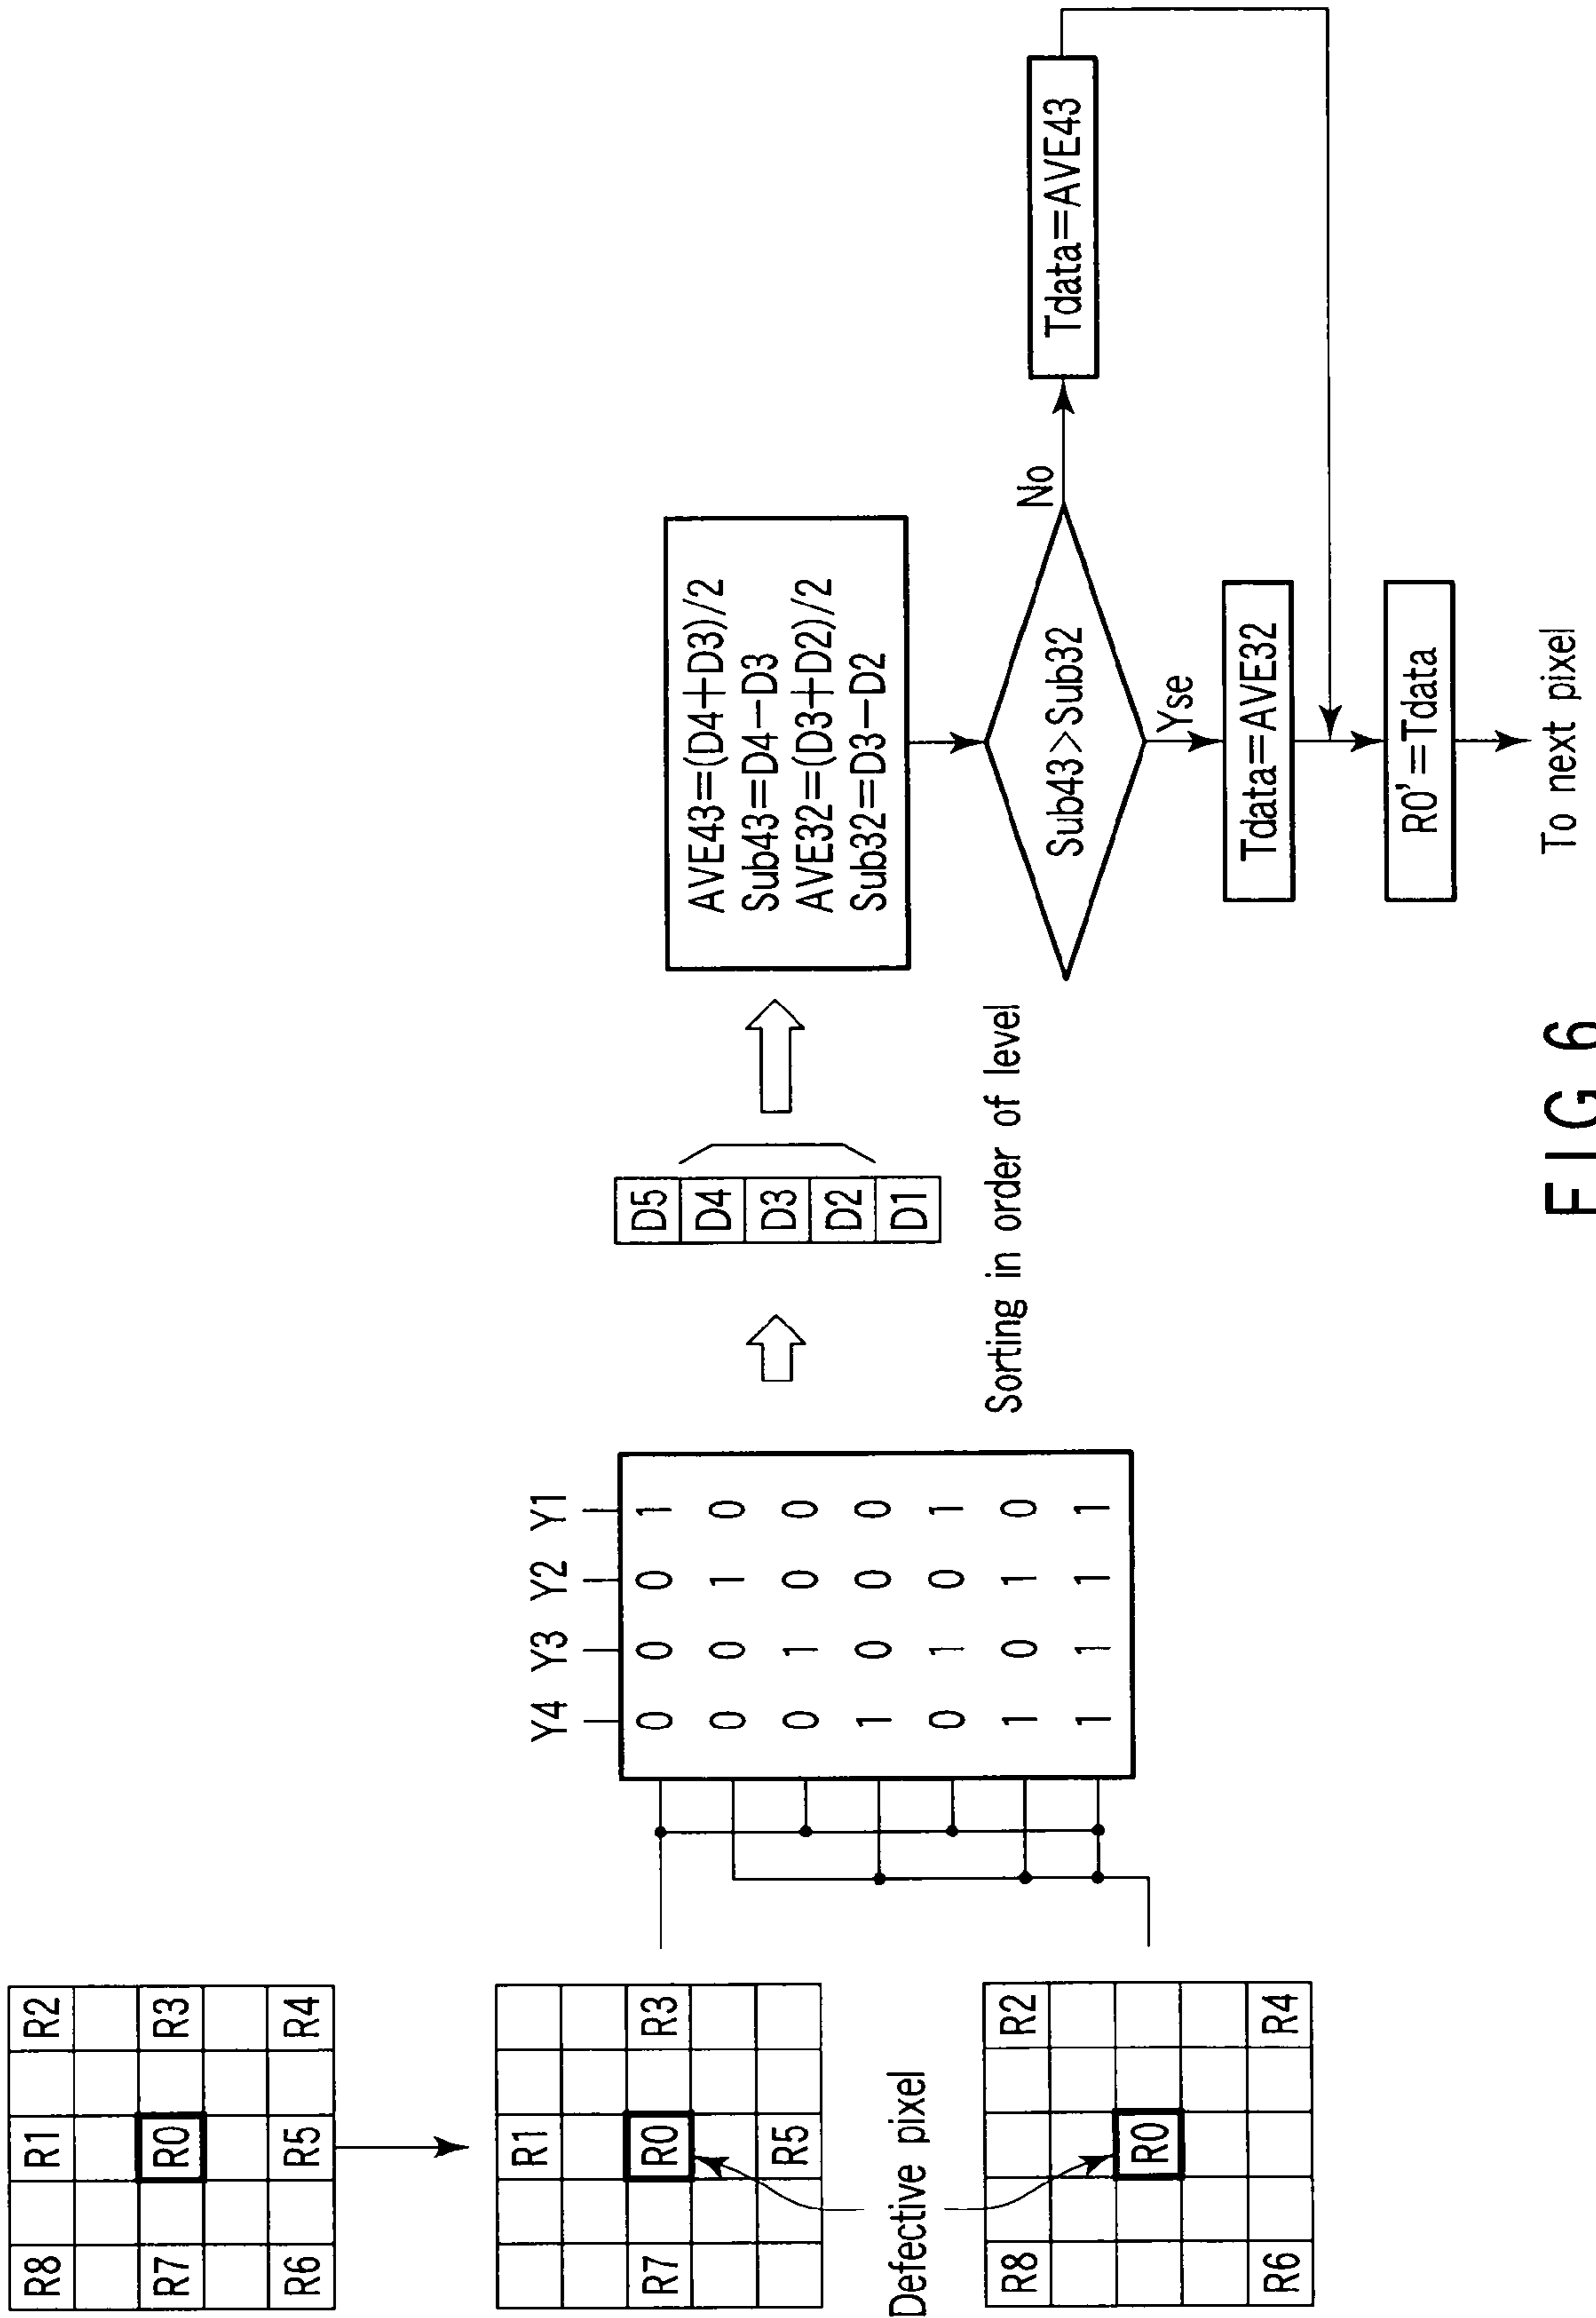 R8 R1 R2
R7 R0 R3
R6 R5 R4
R1
R7 R0 R3
R5
Defective pixel
R8 R2
R0
R6 R4
Y4 Y3 Y2 Y1
0 0 0 1
0 0 1 0
0 1 0 0
1 0 0 0
0 1 0 1
1 0 1 0
1 1 1 1
D5
D4
D3
D2
D1
Sorting in order of level
AVE43=(D4+D3)/2
Sub43=D4-D3
AVE32=(D3+D2)/2
Sub32=D3-D2
Sub43>Sub32
No
Tdata=AVE43
Yse
Tdata=AVE32
R0'=Tdata
To next pixel
FIG 6